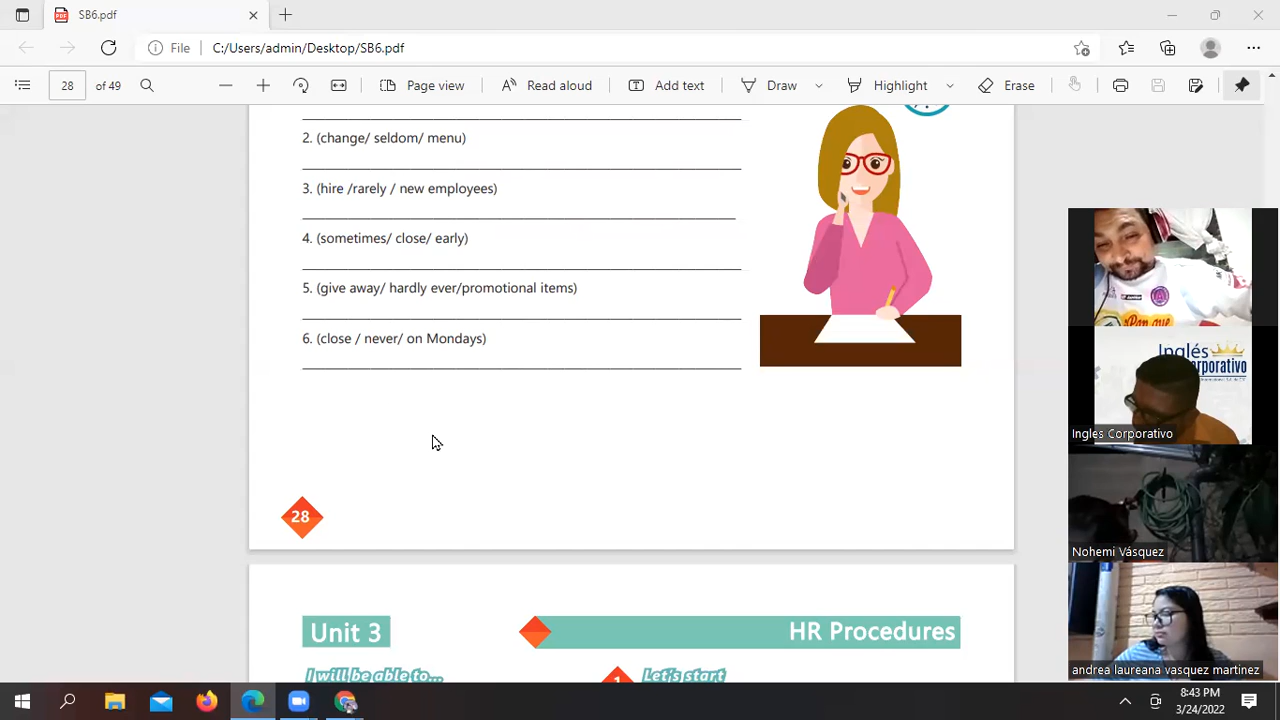 SB6.pdf
File
C:/Users/admin/Desktop/SB6.pdf
28 of 49
Page view
Read aloud
Add text
Draw
Highlight
Erase
2. (change/ seldom/ menu)
3. (hire /rarely / new employees)
4. (sometimes/ close/ early)
5. (give away/ hardly ever/promotional items)
6. (close / never/ on Mondays)
28
Unit 3
HR Procedures
I will be able to...
1
Let's start
Inglés
Ingles Corporativo
Nohemi Vásquez
andrea laureana vasquez martinez
8:43 PM
3/24/2022